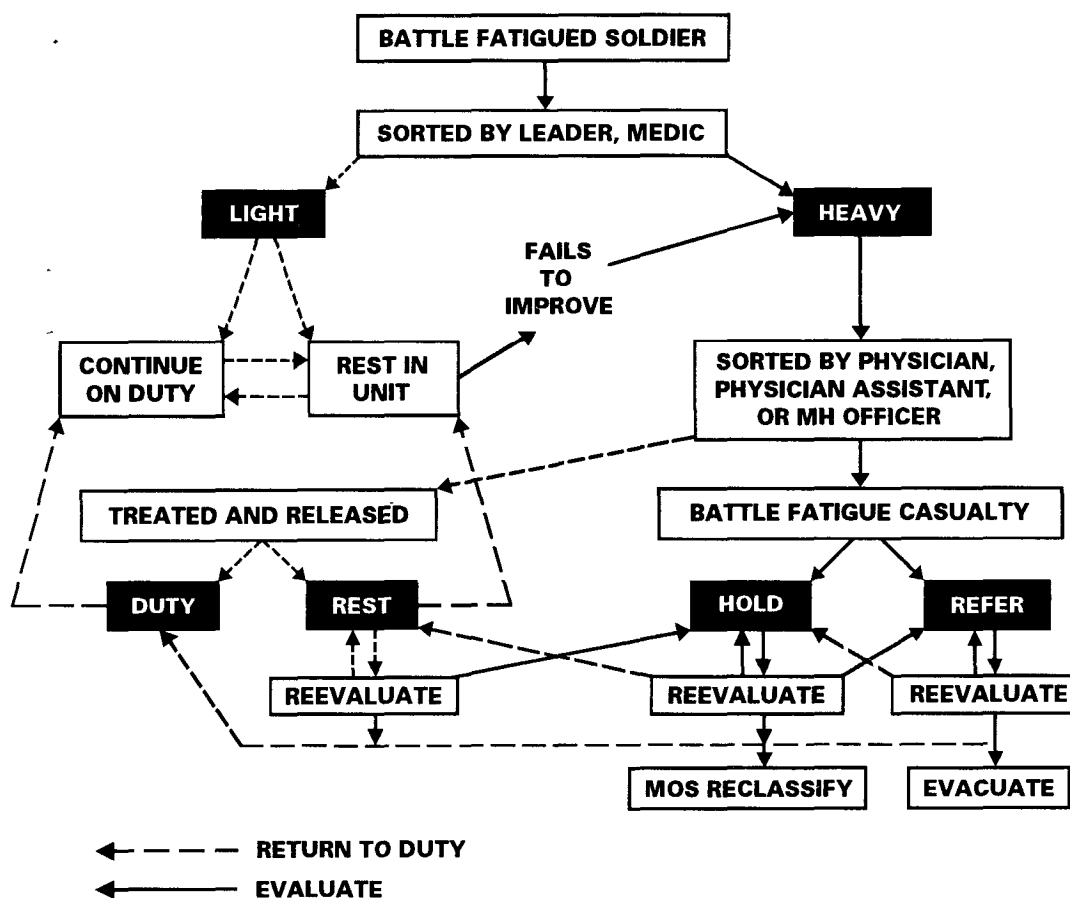 BATTLE FATIGUED SOLDIER
SORTED BY LEADER, MEDIC
LIGHT
HEAVY
FAILS
TO
IMPROVE
CONTINUE
ON DUTY
REST IN
UNIT
SORTED BY PHYSICIAN,
PHYSICIAN ASSISTANT,
OR MH OFFICER
TREATED AND RELEASED
BATTLE FATIGUE CASUALTY
DUTY
REST
HOLD
REFER
REEVALUATE
REEVALUATE
REEVALUATE
MOS RECLASSIFY
EVACUATE
RETURN TO DUTY
EVALUATE